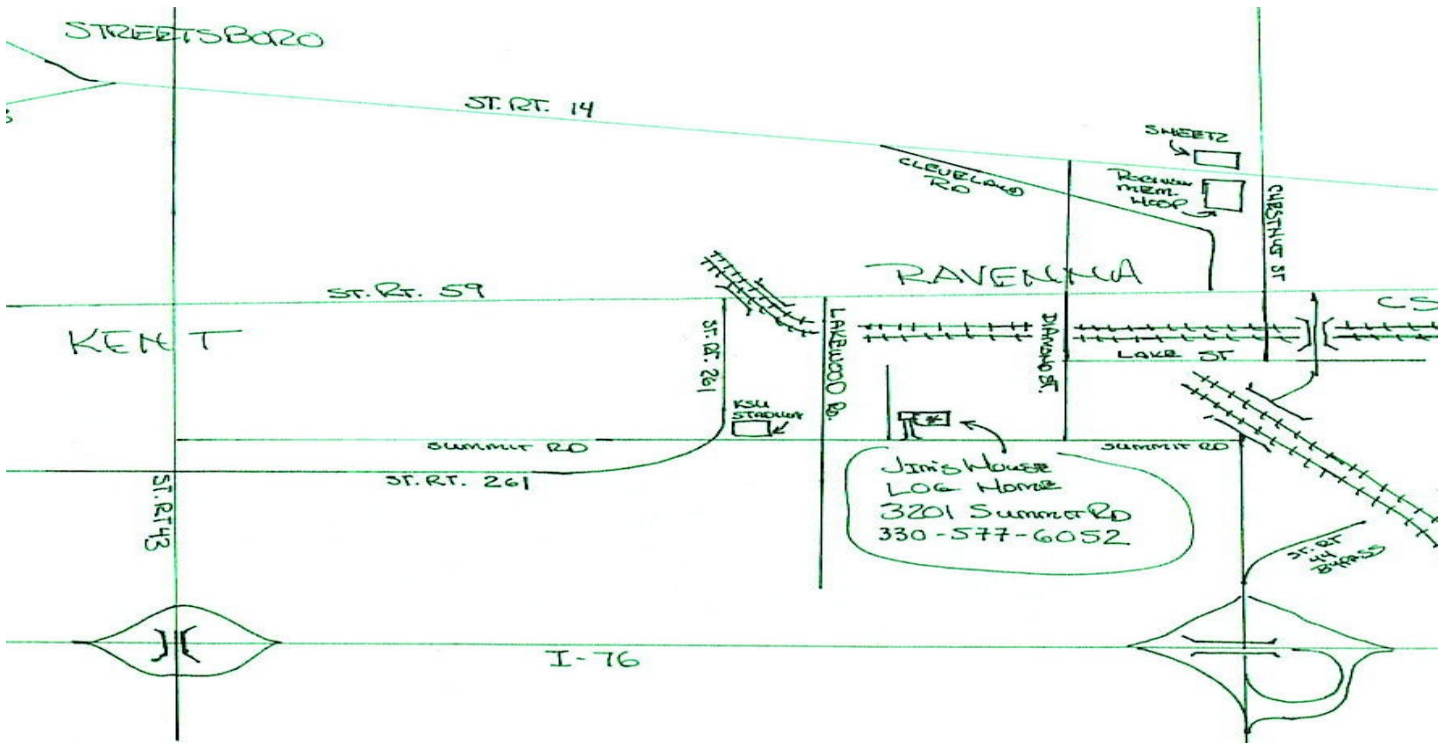 STREETSBORO
ST. RT. 14
SHEETZ
CLEVELAND
RD
MEM.
HOSP
CHESTNUT ST
RAVENNA
ST. RT. 59
CS
KENT
ST. RT. 261
LAKEWOOD RD.
DIAMOND ST.
LAKE ST
KSU
STADIUM
SUMMIT RD
SUMMIT RD
ST. RT. 261
ST. RT 43
JIM'S HOUSE
LOG HOME
3201 SUMMIT RD
330-577-6052
ST. RT
44
BYPASS
I-76